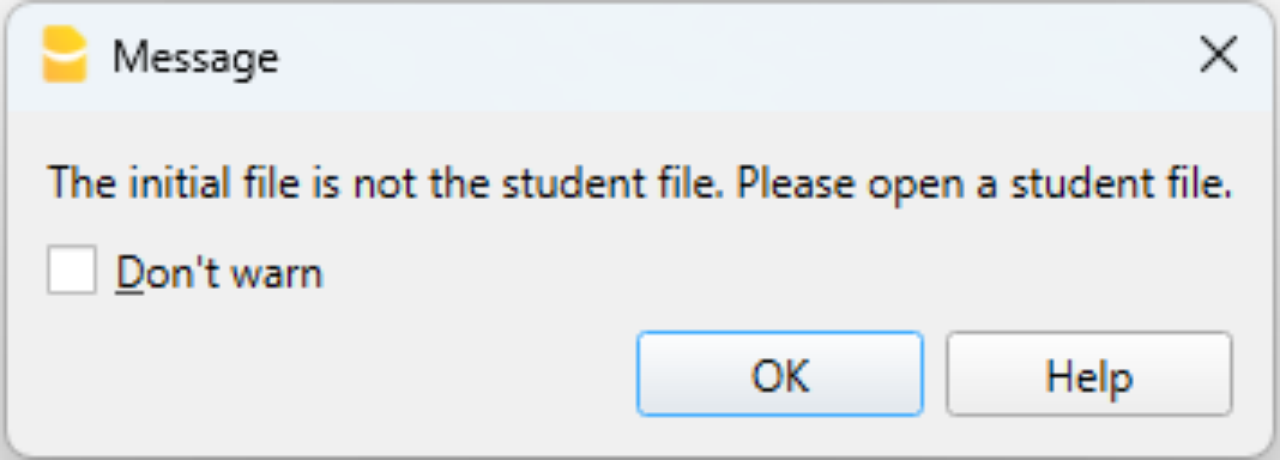 Message
The initial file is not the student file. Please open a student file.
Don't warn
OK Help